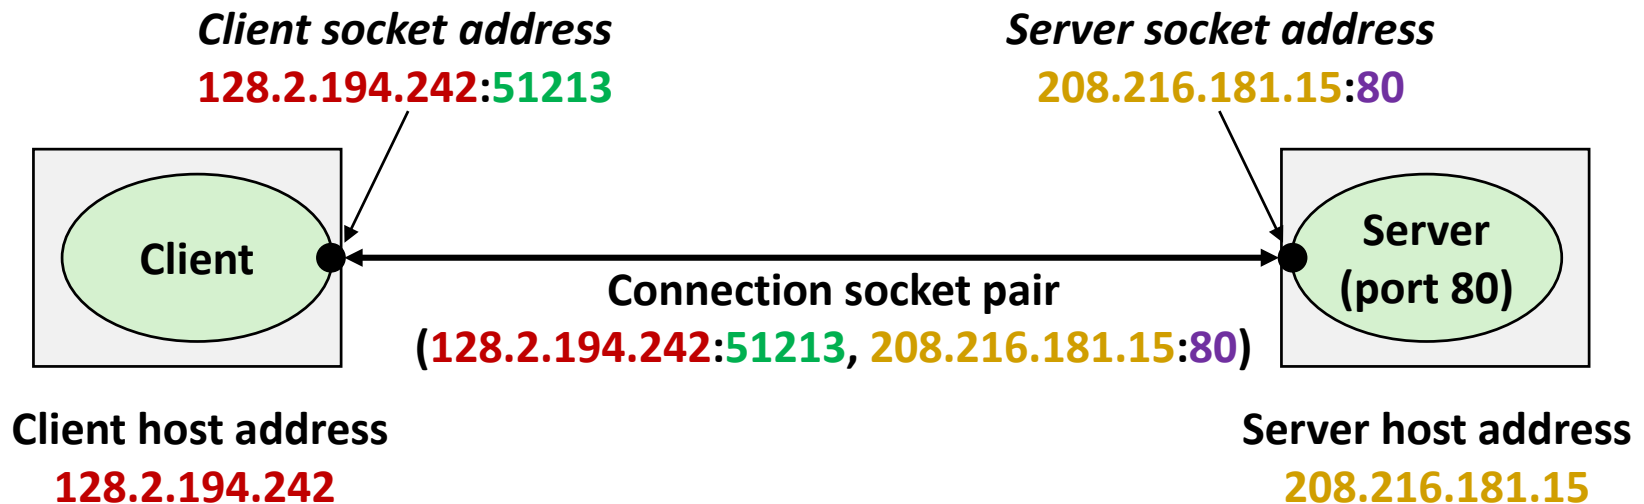 Client socket address
128.2.194.242:51213
Server socket address
208.216.181.15:80
Client
Server
(port 80)
Connection socket pair
(128.2.194.242:51213, 208.216.181.15:80)
Client host address
128.2.194.242
Server host address
208.216.181.15